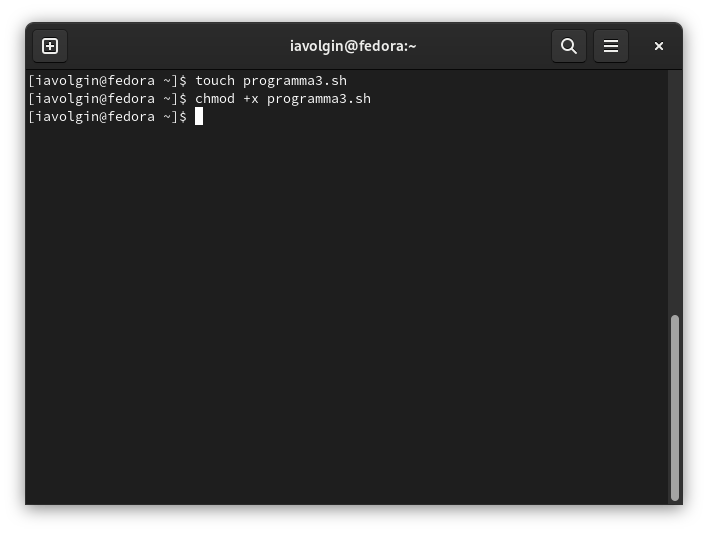 iavolgin@fedora:~
[iavolgin@fedora ~]$ touch programma3.sh
[iavolgin@fedora ~]$ chmod +x programma3.sh
[iavolgin@fedora ~]$